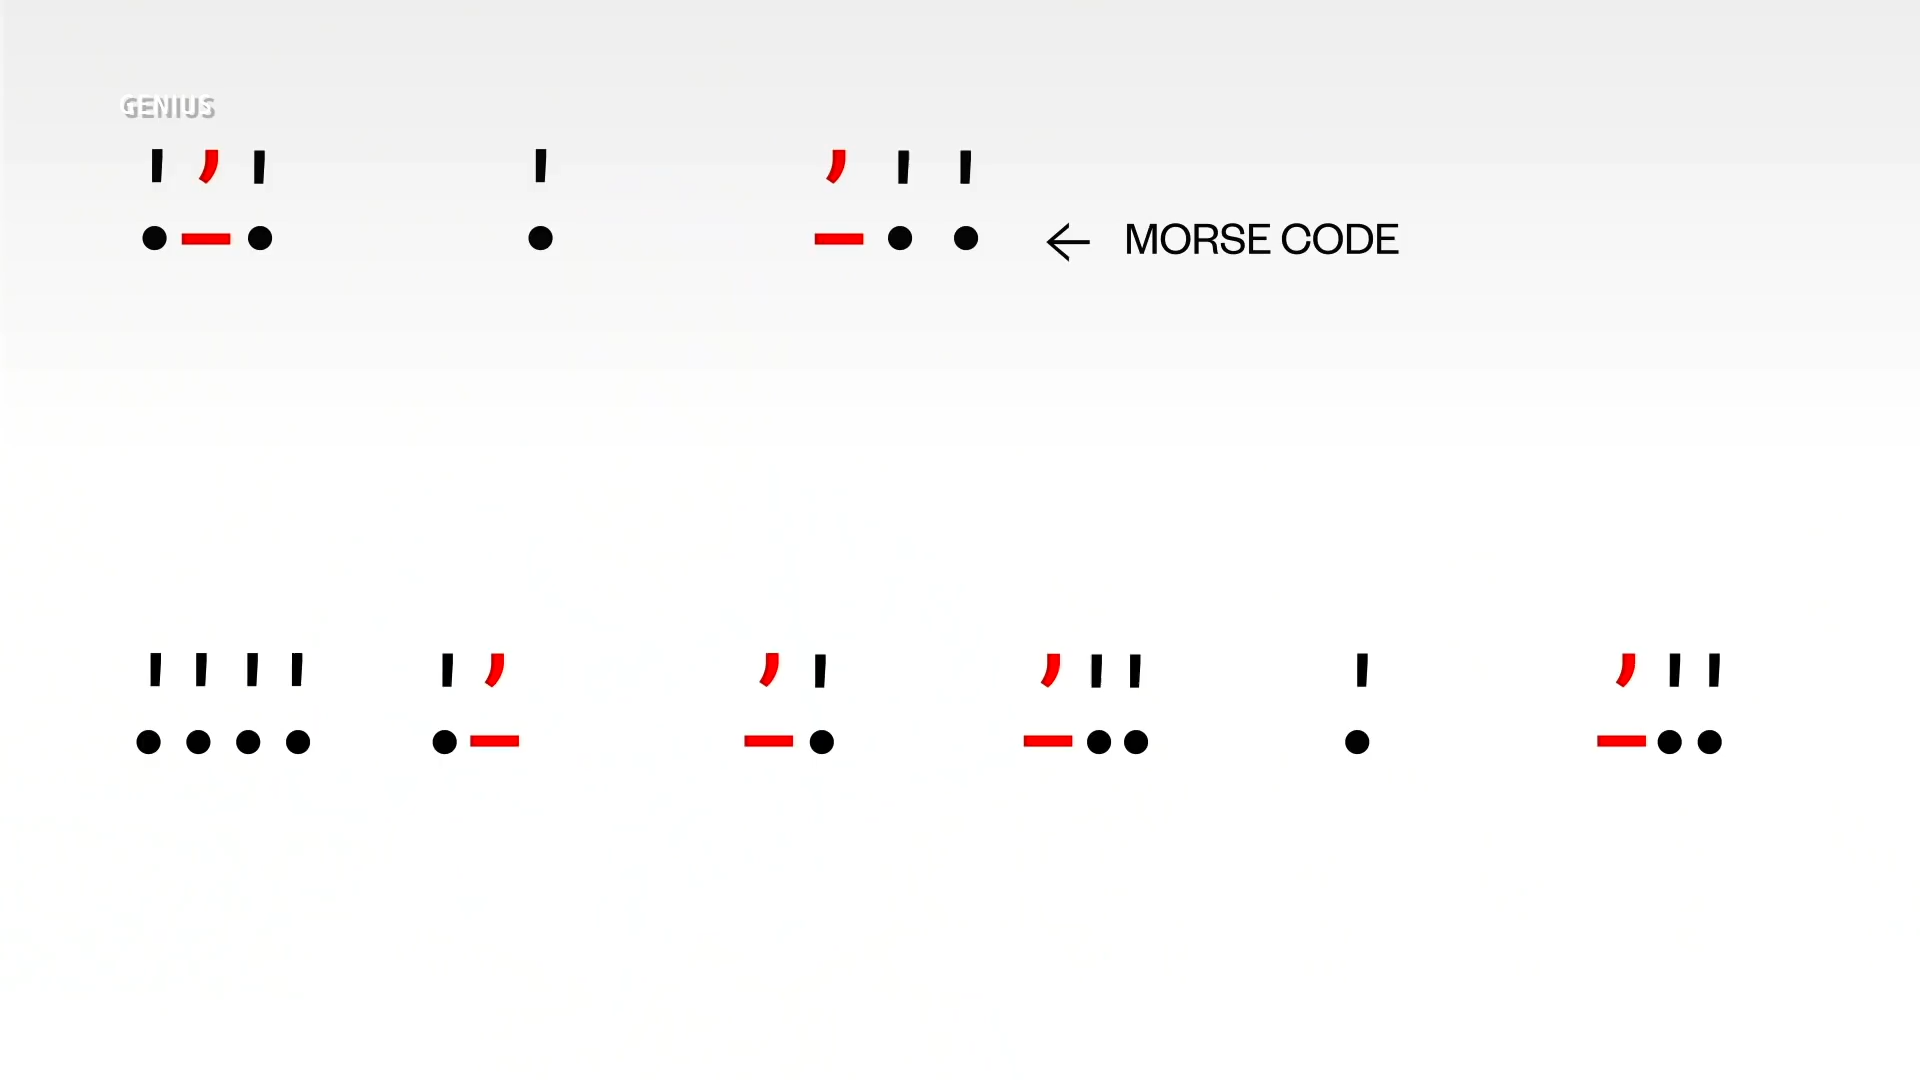 GENIUS
' ’ ' ' ’ ' '
● — ● ● — ● ● ← MORSE CODE
' ' ' ' ' ’ ’ ' ’ ' ' ' ’ ' '
● ● ● ● ● — — ● — ● ● ● — ● ●